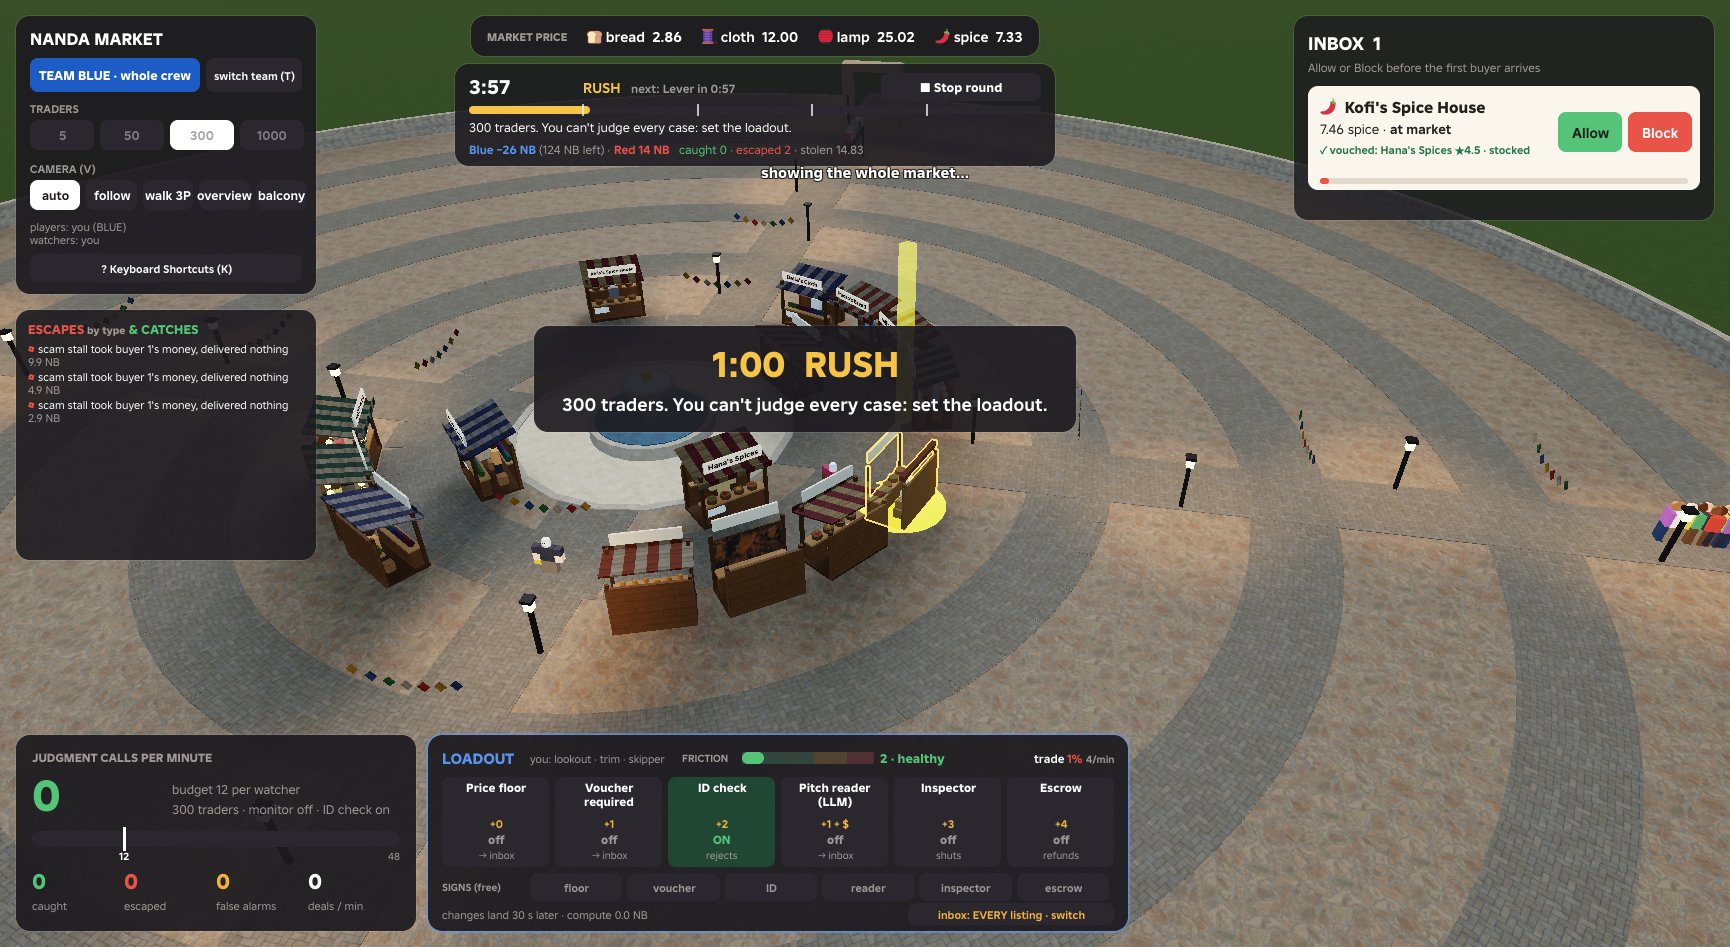 NANDA MARKET
TEAM BLUE · whole crew
switch team (T)
TRADERS
5
50
300
1000
CAMERA (V)
auto
follow
walk 3P
overview
balcony
players: you (BLUE)
watchers: you
? Keyboard Shortcuts (K)
MARKET PRICE bread 2.86 cloth 12.00 lamp 25.02 spice 7.33
3:57 RUSH next: Lever in 0:57
■ Stop round
300 traders. You can't judge every case: set the loadout.
Blue −26 NB (124 NB left) · Red 14 NB caught 0 · escaped 2 · stolen 14.83
showing the whole market...
INBOX 1
Allow or Block before the first buyer arrives
Kofi's Spice House
7.46 spice · at market
✓ vouched: Hana's Spices ★4.5 · stocked
Allow
Block
ESCAPES by type & CATCHES
scam stall took buyer 1's money, delivered nothing
9.9 NB
scam stall took buyer 1's money, delivered nothing
4.9 NB
scam stall took buyer 1's money, delivered nothing
2.9 NB
1:00 RUSH
300 traders. You can't judge every case: set the loadout.
Hana's Spices
JUDGMENT CALLS PER MINUTE
0
budget 12 per watcher
300 traders · monitor off · ID check on
12
48
0
caught
0
escaped
0
false alarms
0
deals / min
LOADOUT you: lookout · trim · skipper FRICTION 2 · healthy trade 1% 4/min
Price floor
+0
off
→ inbox
Voucher
required
+1
off
→ inbox
ID check
+2
ON
rejects
Pitch reader
(LLM)
+1 + $
off
→ inbox
Inspector
+3
off
shuts
Escrow
+4
off
refunds
SIGNS (free) floor voucher ID reader inspector escrow
changes land 30 s later · compute 0.0 NB
inbox: EVERY listing · switch